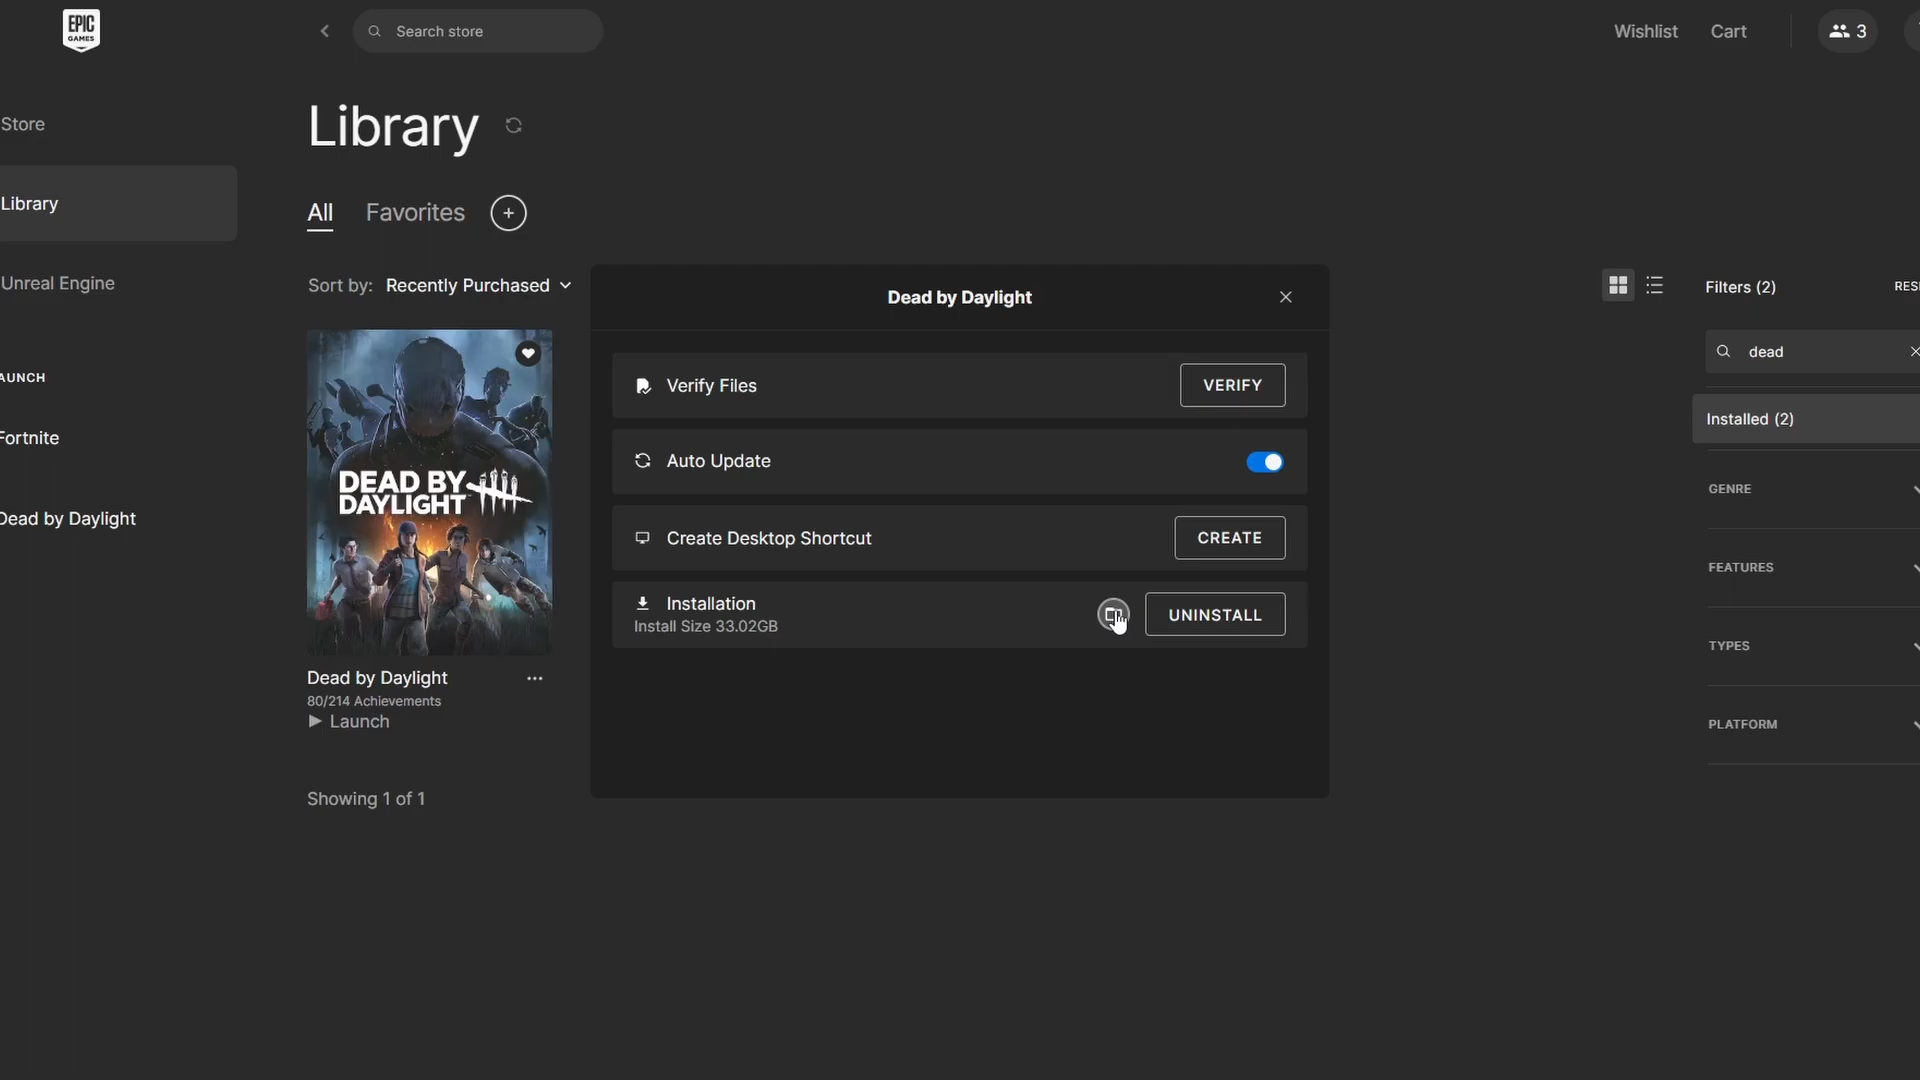 EPIC
GAMES
Search store
Wishlist
Cart
3
Store
Library
Unreal Engine
AUNCH
Fortnite
Dead by Daylight
Library
All
Favorites
Sort by: Recently Purchased
DEAD BY
DAYLIGHT
Dead by Daylight
80/214 Achievements
Launch
Showing 1 of 1
Dead by Daylight
Verify Files
VERIFY
Auto Update
Create Desktop Shortcut
CREATE
Installation
Install Size 33.02GB
UNINSTALL
Filters (2)
RES
dead
Installed (2)
GENRE
FEATURES
TYPES
PLATFORM